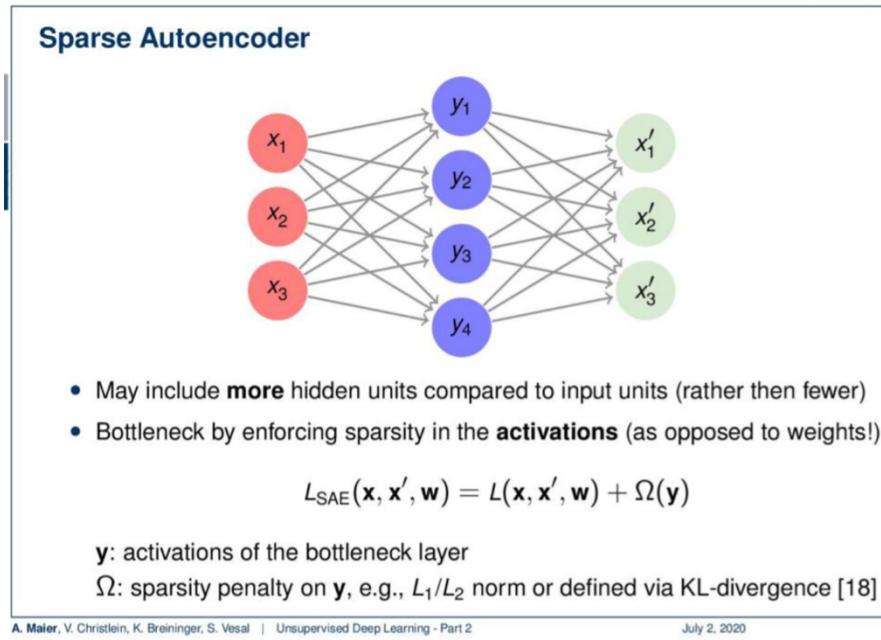 Sparse Autoencoder
y₁
x₁
x′₁
y₂
x₂
x′₂
y₃
x₃
x′₃
y₄
• May include more hidden units compared to input units (rather then fewer)
• Bottleneck by enforcing sparsity in the activations (as opposed to weights!)
L_SAE(x, x′, w) = L(x, x′, w) + Ω(y)
y: activations of the bottleneck layer
Ω: sparsity penalty on y, e.g., L₁/L₂ norm or defined via KL-divergence [18]
A. Maier, V. Christlein, K. Breininger, S. Vesal | Unsupervised Deep Learning - Part 2 July 2, 2020